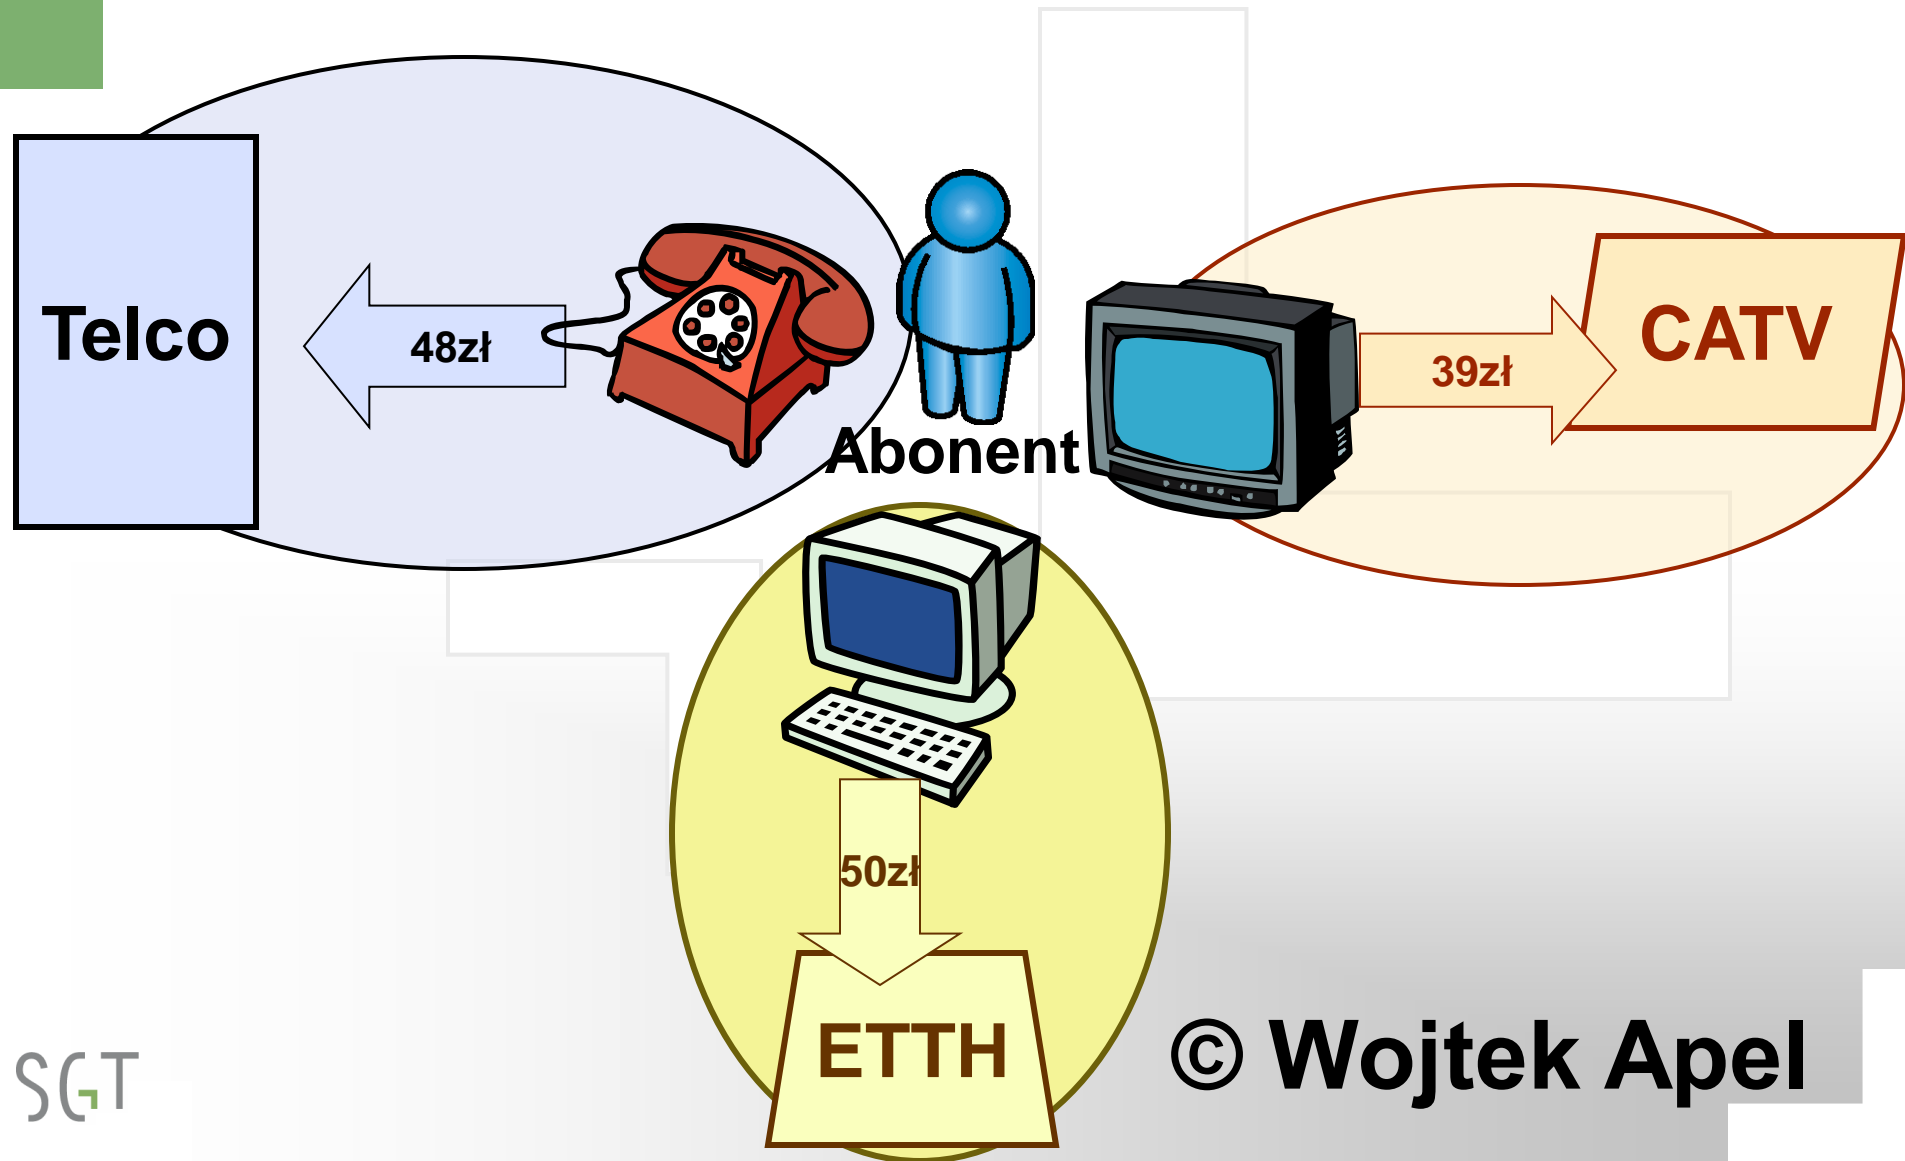 Telco
48zł
Abonent
39zł
CATV
50zł
ETTH
© Wojtek Apel
SGT